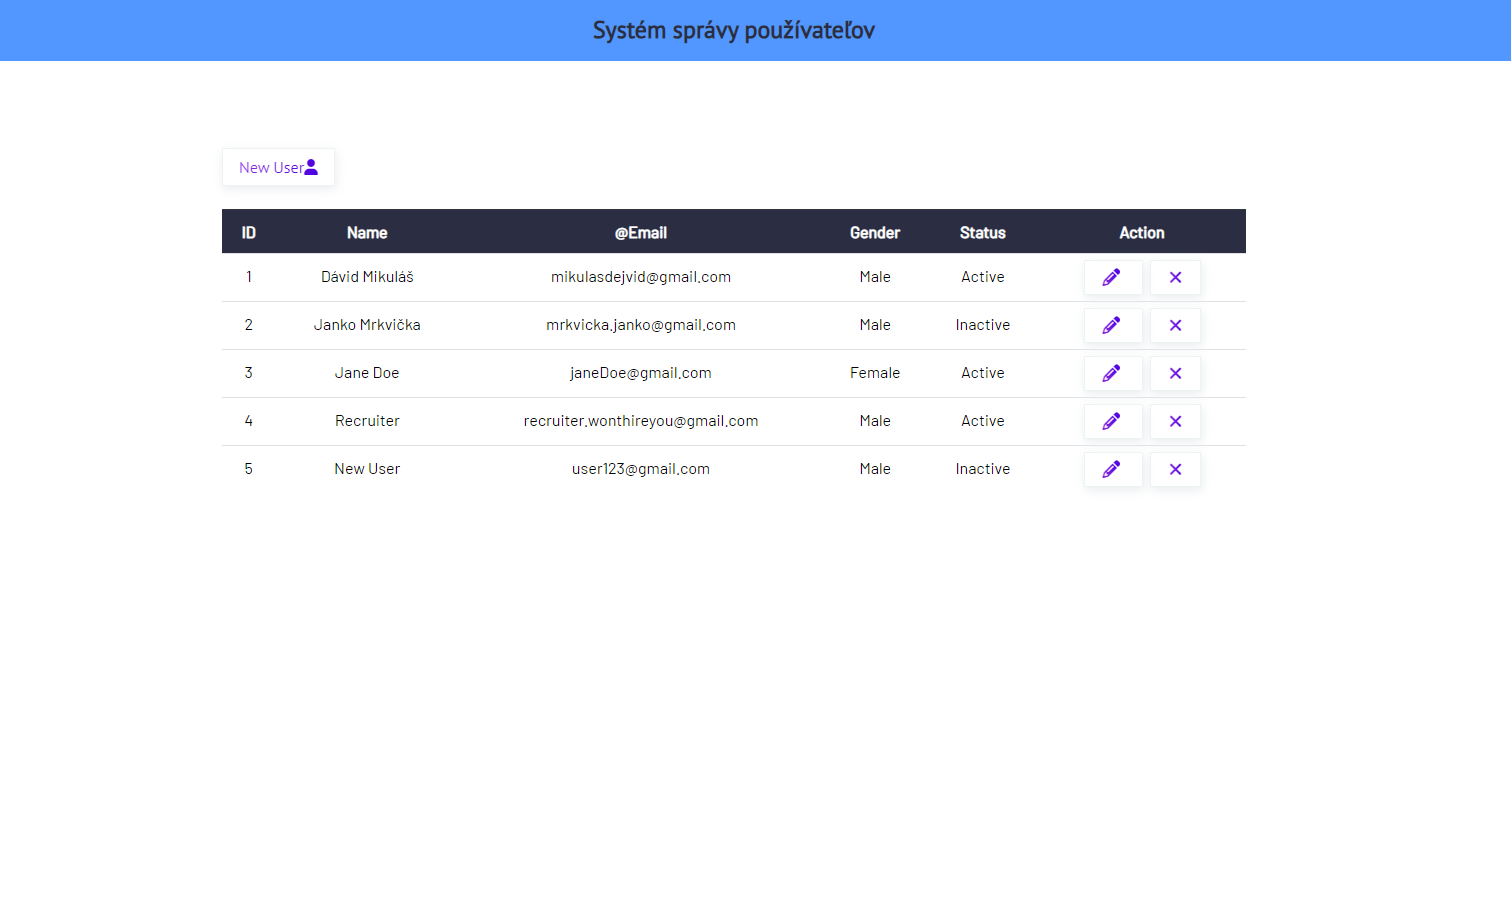 Systém správy používateľov
New User
ID Name @Email Gender Status Action
1 Dávid Mikuláš mikulasdejvid@gmail.com Male Active
2 Janko Mrkvička mrkvicka.janko@gmail.com Male Inactive
3 Jane Doe janeDoe@gmail.com Female Active
4 Recruiter recruiter.wonthireyou@gmail.com Male Active
5 New User user123@gmail.com Male Inactive